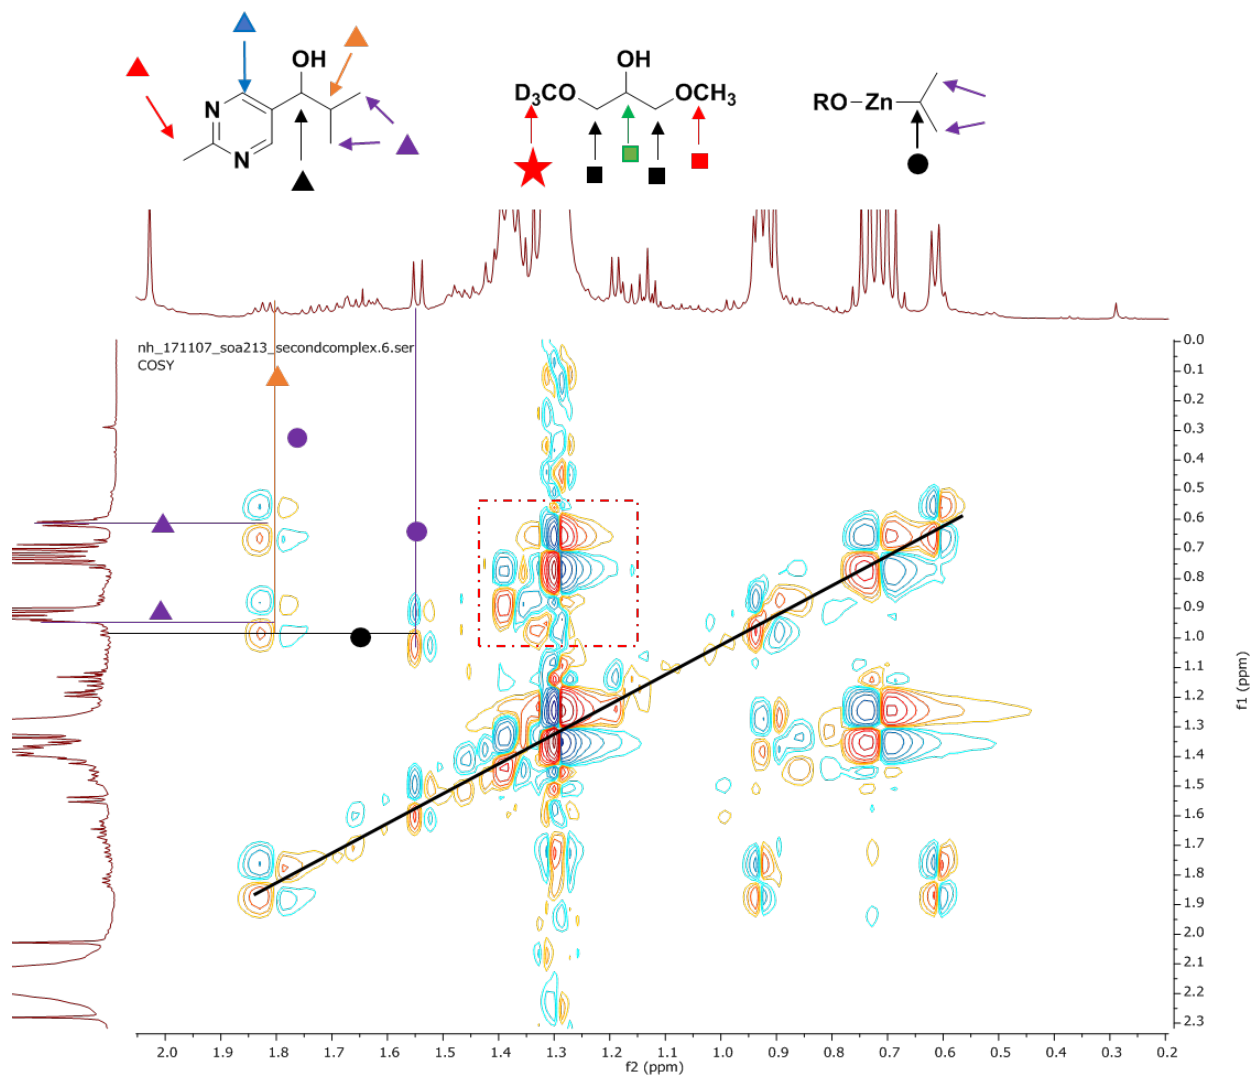 OH
N
N
OH
D3CO
OCH3
RO-Zn
nh_171107_soa213_secondcomplex.6.ser
COSY
0.0
0.1
0.2
0.3
0.4
0.5
0.6
0.7
0.8
0.9
1.0
1.1
1.2
1.3
1.4
1.5
1.6
1.7
1.8
1.9
2.0
2.1
2.2
2.3
f1 (ppm)
2.0 1.9 1.8 1.7 1.6 1.5 1.4 1.3 1.2 1.1 1.0 0.9 0.8 0.7 0.6 0.5 0.4 0.3 0.2
f2 (ppm)